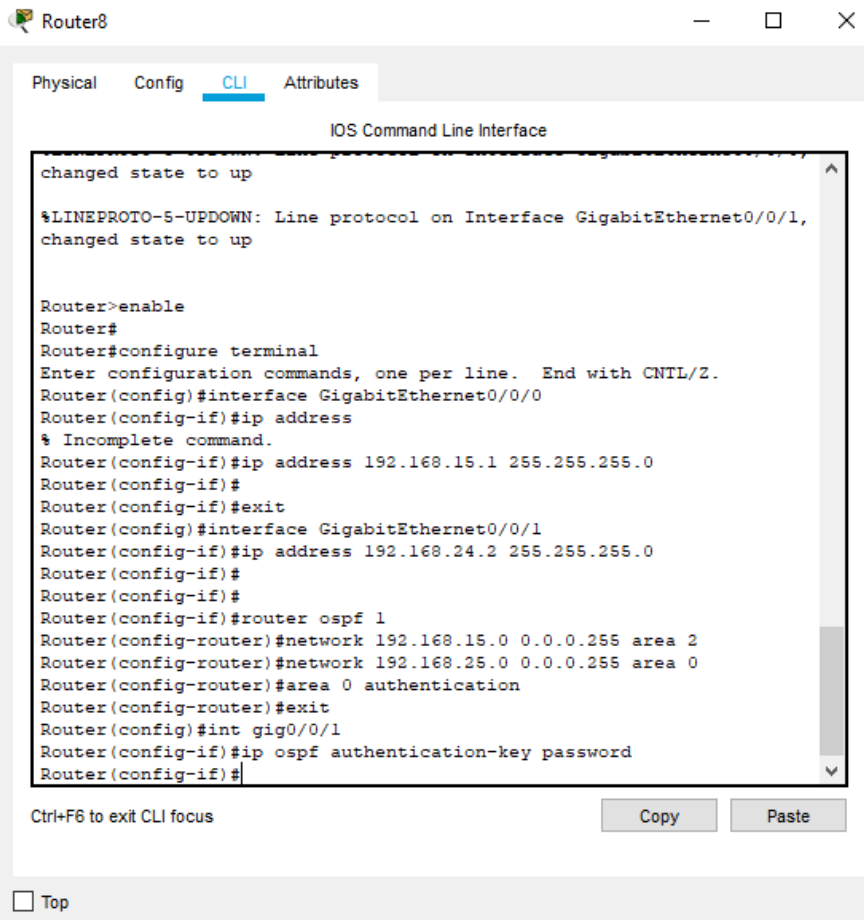 Router8
Physical Config CLI Attributes
IOS Command Line Interface
changed state to up
%LINEPROTO-5-UPDOWN: Line protocol on Interface GigabitEthernet0/0/1,
changed state to up
Router>enable
Router#
Router#configure terminal
Enter configuration commands, one per line.  End with CNTL/Z.
Router(config)#interface GigabitEthernet0/0/0
Router(config-if)#ip address
% Incomplete command.
Router(config-if)#ip address 192.168.15.1 255.255.255.0
Router(config-if)#
Router(config-if)#exit
Router(config)#interface GigabitEthernet0/0/1
Router(config-if)#ip address 192.168.24.2 255.255.255.0
Router(config-if)#
Router(config-if)#
Router(config-if)#router ospf 1
Router(config-router)#network 192.168.15.0 0.0.0.255 area 2
Router(config-router)#network 192.168.25.0 0.0.0.255 area 0
Router(config-router)#area 0 authentication
Router(config-router)#exit
Router(config)#int gig0/0/1
Router(config-if)#ip ospf authentication-key password
Router(config-if)#
Ctrl+F6 to exit CLI focus Copy Paste
Top